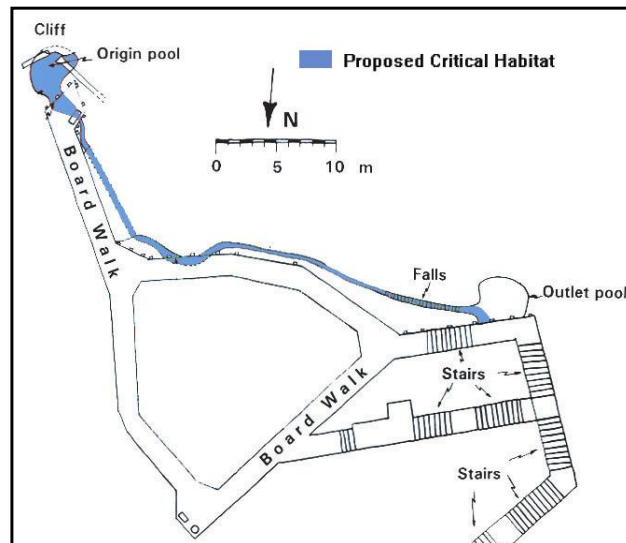 Cliff
Origin pool
Proposed Critical Habitat
N
0 5 10 m
Board Walk
Falls
Outlet pool
Stairs
Board Walk
Stairs